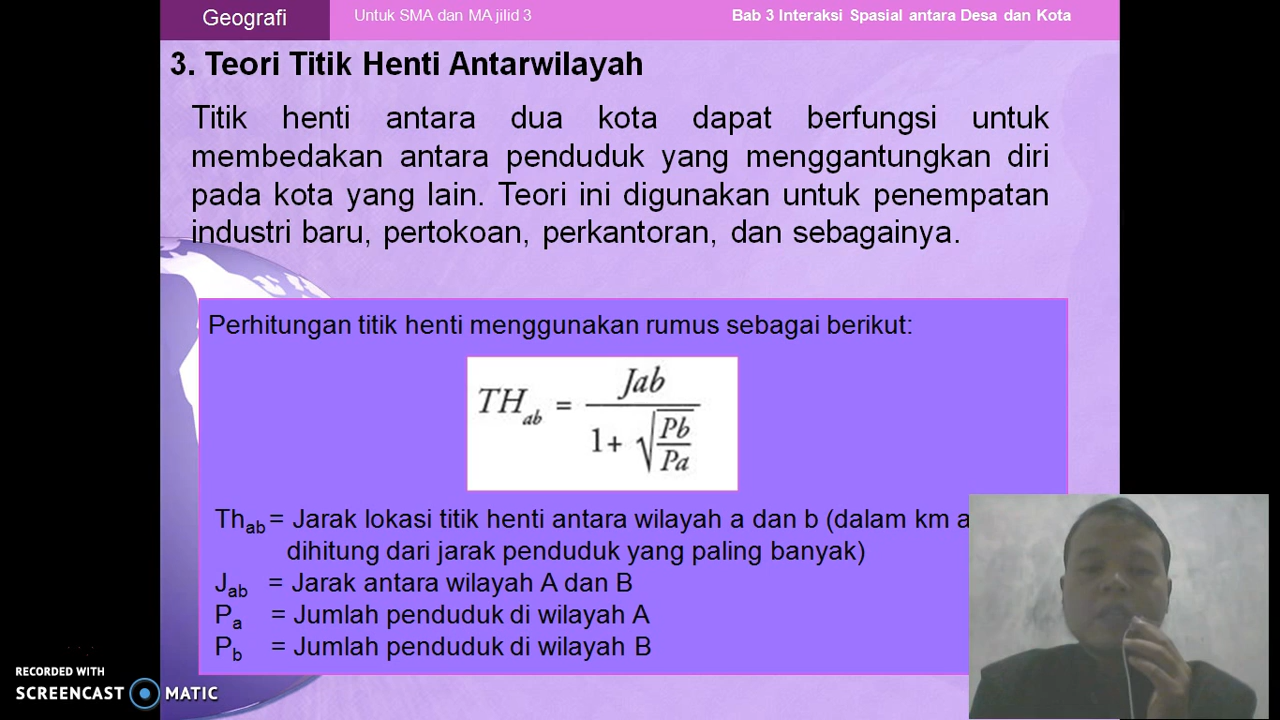 Geografi
Untuk SMA dan MA jilid 3
Bab 3 Interaksi Spasial antara Desa dan Kota
3. Teori Titik Henti Antarwilayah
Titik henti antara dua kota dapat berfungsi untuk
membedakan antara penduduk yang menggantungkan diri
pada kota yang lain. Teori ini digunakan untuk penempatan
industri baru, pertokoan, perkantoran, dan sebagainya.
Perhitungan titik henti menggunakan rumus sebagai berikut:
TH_ab = Jab / (1+ √(Pb/Pa))
Th_ab = Jarak lokasi titik henti antara wilayah a dan b (dalam km
dihitung dari jarak penduduk yang paling banyak)
J_ab = Jarak antara wilayah A dan B
P_a = Jumlah penduduk di wilayah A
P_b = Jumlah penduduk di wilayah B
RECORDED WITH
SCREENCAST MATIC